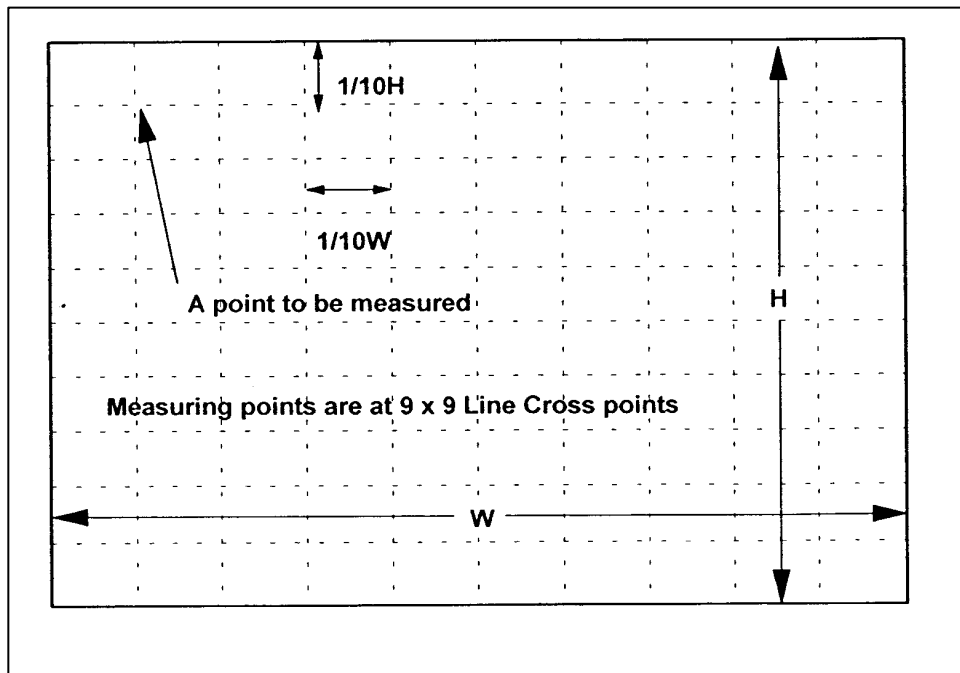 1/10H
1/10W
A point to be measured
H
Measuring points are at 9 x 9 Line Cross points
W